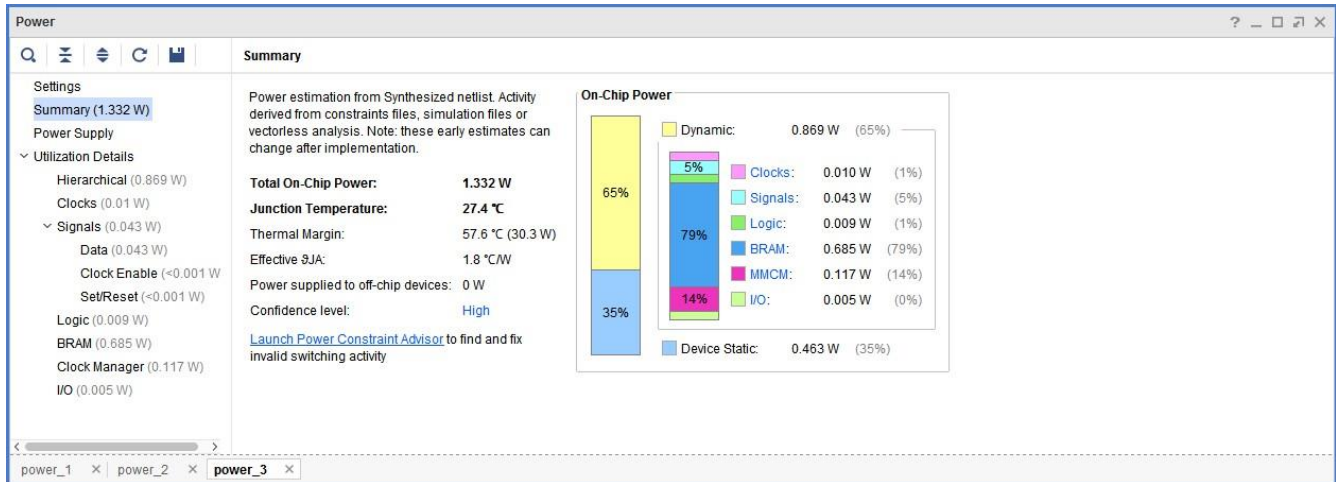 Power
? _
Summary
Settings
Summary (1.332 W)
Power Supply
Utilization Details
Hierarchical (0.869 W)
Clocks (0.01 W)
Signals (0.043 W)
Data (0.043 W)
Clock Enable (<0.001 W
Set/Reset (<0.001 W)
Logic (0.009 W)
BRAM (0.685 W)
Clock Manager (0.117 W)
I/O (0.005 W)
Power estimation from Synthesized netlist. Activity
derived from constraints files, simulation files or
vectorless analysis. Note: these early estimates can
change after implementation.
Total On-Chip Power: 1.332 W
Junction Temperature: 27.4 °C
Thermal Margin: 57.6 °C (30.3 W)
Effective ϑJA: 1.8 °C/W
Power supplied to off-chip devices: 0 W
Confidence level: High
Launch Power Constraint Advisor to find and fix
invalid switching activity
On-Chip Power
65%
35%
Dynamic: 0.869 W (65%)
5%
79%
14%
Clocks: 0.010 W (1%)
Signals: 0.043 W (5%)
Logic: 0.009 W (1%)
BRAM: 0.685 W (79%)
MMCM: 0.117 W (14%)
I/O: 0.005 W (0%)
Device Static: 0.463 W (35%)
power_1 × power_2 × power_3 ×